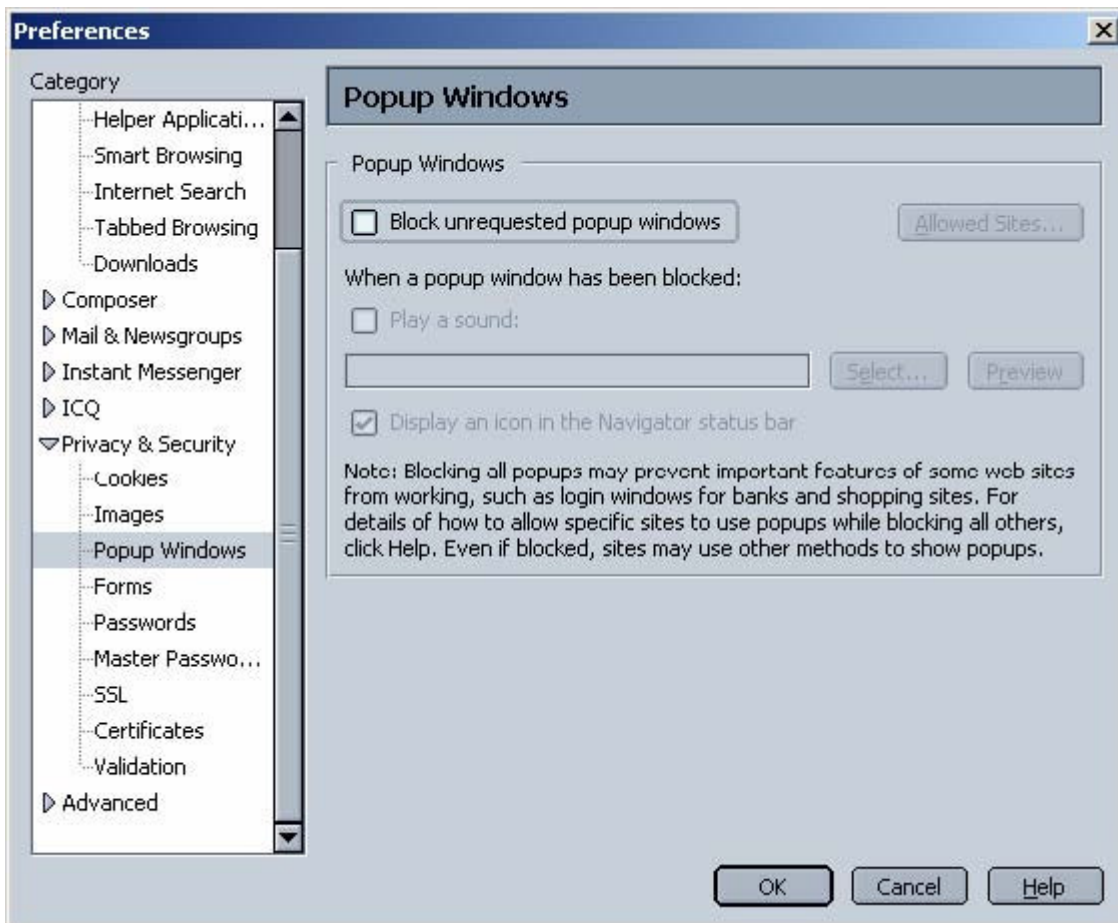 Preferences
Category
Helper Applicati...
Smart Browsing
Internet Search
Tabbed Browsing
Downloads
Composer
Mail & Newsgroups
Instant Messenger
ICQ
Privacy & Security
Cookies
Images
Popup Windows
Forms
Passwords
Master Passwo...
SSL
Certificates
Validation
Advanced
Popup Windows
Popup Windows
Block unrequested popup windows
Allowed Sites...
When a popup window has been blocked:
Play a sound:
Select...
Preview
Display an icon in the Navigator status bar
Note: Blocking all popups may prevent important features of some web sites
from working, such as login windows for banks and shopping sites. For
details of how to allow specific sites to use popups while blocking all others,
click Help. Even if blocked, sites may use other methods to show popups.
OK
Cancel
Help